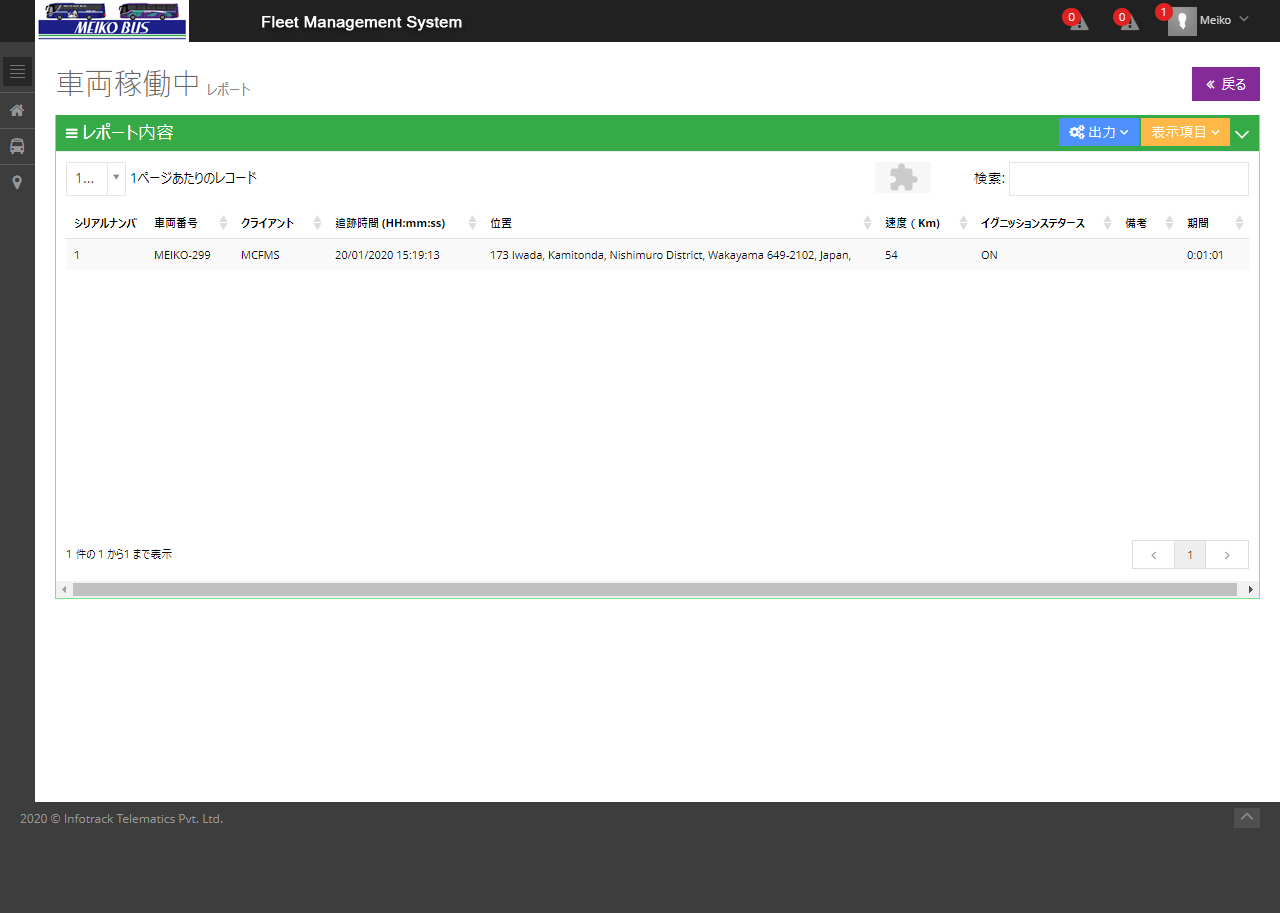 MEIKO BUS
Fleet Management System
0
0
1
Meiko
車両稼働中 レポート
戻る
レポート内容
出力
表示項目
1...
1ページあたりのレコード
検索:
シリアルナンバ 車両番号 クライアント 追跡時間 (HH:mm:ss) 位置 速度 ( Km) イグニッションステタース 備考 期間
1 MEIKO-299 MCFMS 20/01/2020 15:19:13 173 Iwada, Kamitonda, Nishimuro District, Wakayama 649-2102, Japan, 54 ON 0:01:01
1 件の 1 から1 まで表示
1
2020 © Infotrack Telematics Pvt. Ltd.